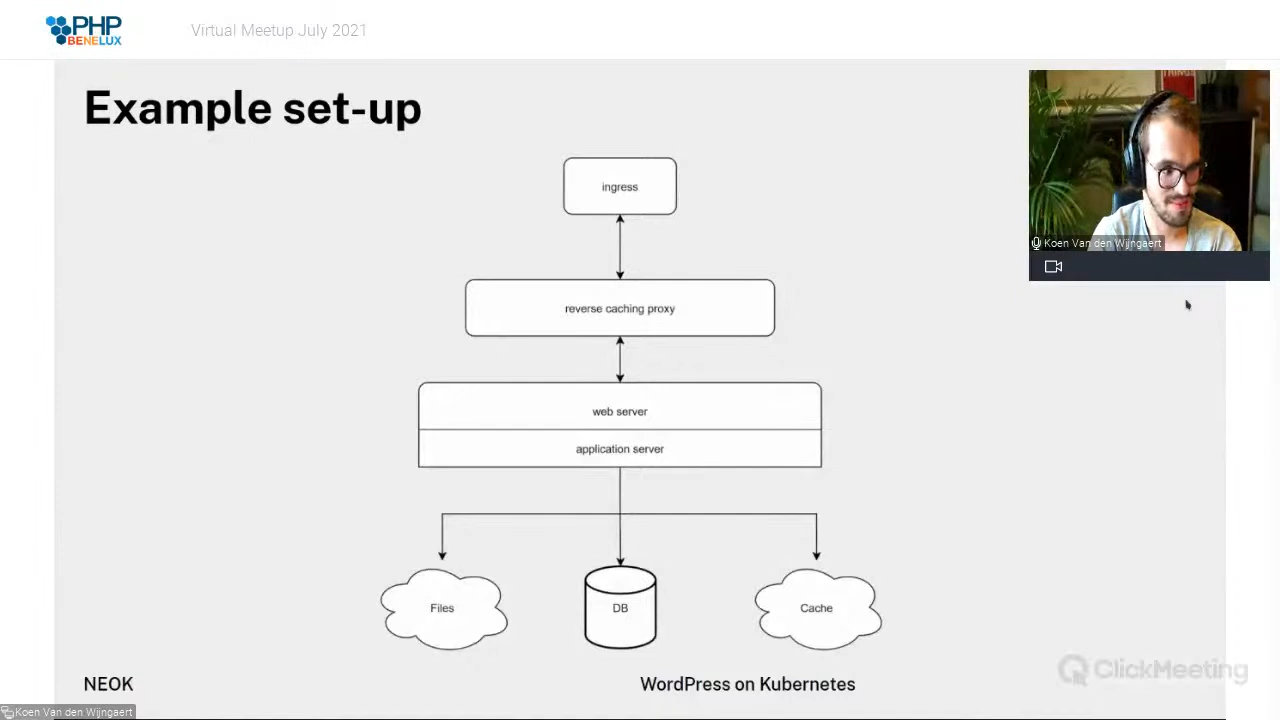 PHP
BENELUX
Virtual Meetup July 2021
Example set-up
THINGS
Koen Van den Wijngaert
ingress
reverse caching proxy
web server
application server
Files
DB
Cache
ClickMeeting
NEOK
WordPress on Kubernetes
Koen Van den Wijngaert